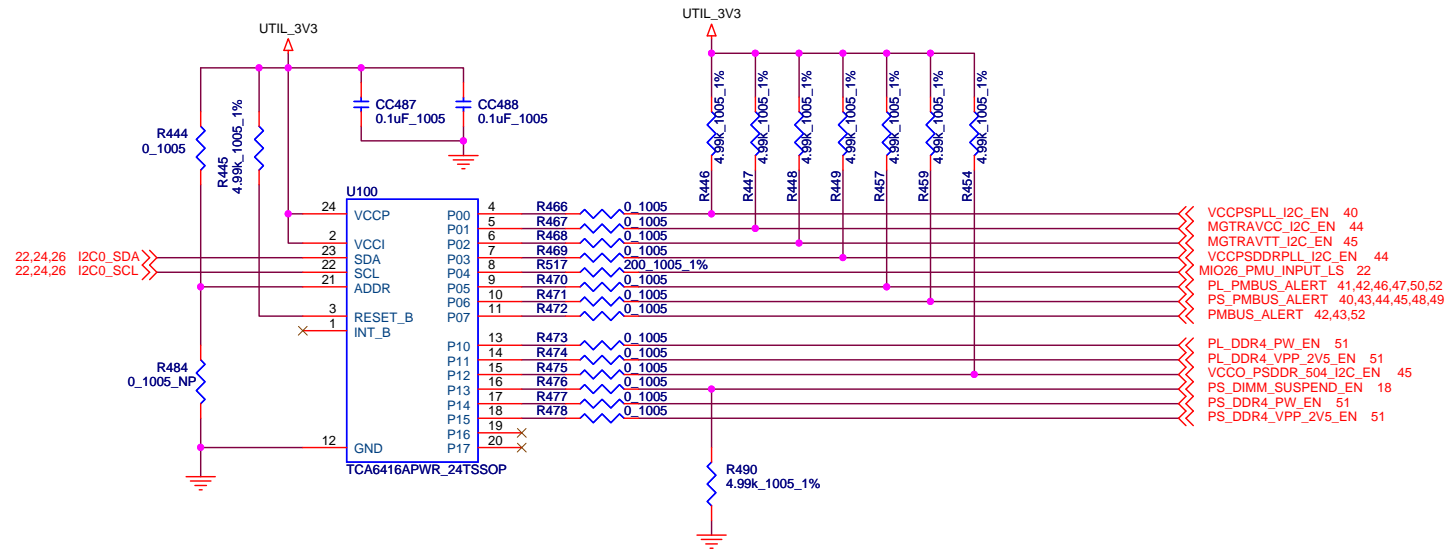 UTIL_3V3
UTIL_3V3
R444
0_1005
R445
4.99k_1005_1%
CC487
0.1uF_1005
CC488
0.1uF_1005
4.99k_1005_1%
4.99k_1005_1%
4.99k_1005_1%
4.99k_1005_1%
4.99k_1005_1%
4.99k_1005_1%
4.99k_1005_1%
R446
R447
R448
R449
R457
R459
R454
U100
24 VCCP P00 4 R466 0_1005 VCCPSPLL_I2C_EN 40
P01 5 R467 0_1005 MGTRAVCC_I2C_EN 44
2 VCCI P02 6 R468 0_1005 MGTRAVTT_I2C_EN 45
22,24,26 I2C0_SDA 23 SDA P03 7 R469 0_1005 VCCPSDDRPLL_I2C_EN 44
22,24,26 I2C0_SCL 22 SCL P04 8 R517 200_1005_1% MIO26_PMU_INPUT_LS 22
21 ADDR P05 9 R470 0_1005 PL_PMBUS_ALERT 41,42,46,47,50,52
P06 10 R471 0_1005 PS_PMBUS_ALERT 40,43,44,45,48,49
3 RESET_B P07 11 R472 0_1005 PMBUS_ALERT 42,43,52
1 INT_B
P10 13 R473 0_1005 PL_DDR4_PW_EN 51
P11 14 R474 0_1005 PL_DDR4_VPP_2V5_EN 51
R484
0_1005_NP
P12 15 R475 0_1005 VCCO_PSDDR_504_I2C_EN 45
P13 16 R476 0_1005 PS_DIMM_SUSPEND_EN 18
P14 17 R477 0_1005 PS_DDR4_PW_EN 51
P15 18 R478 0_1005 PS_DDR4_VPP_2V5_EN 51
P16 19
12 GND P17 20
TCA6416APWR_24TSSOP
R490
4.99k_1005_1%